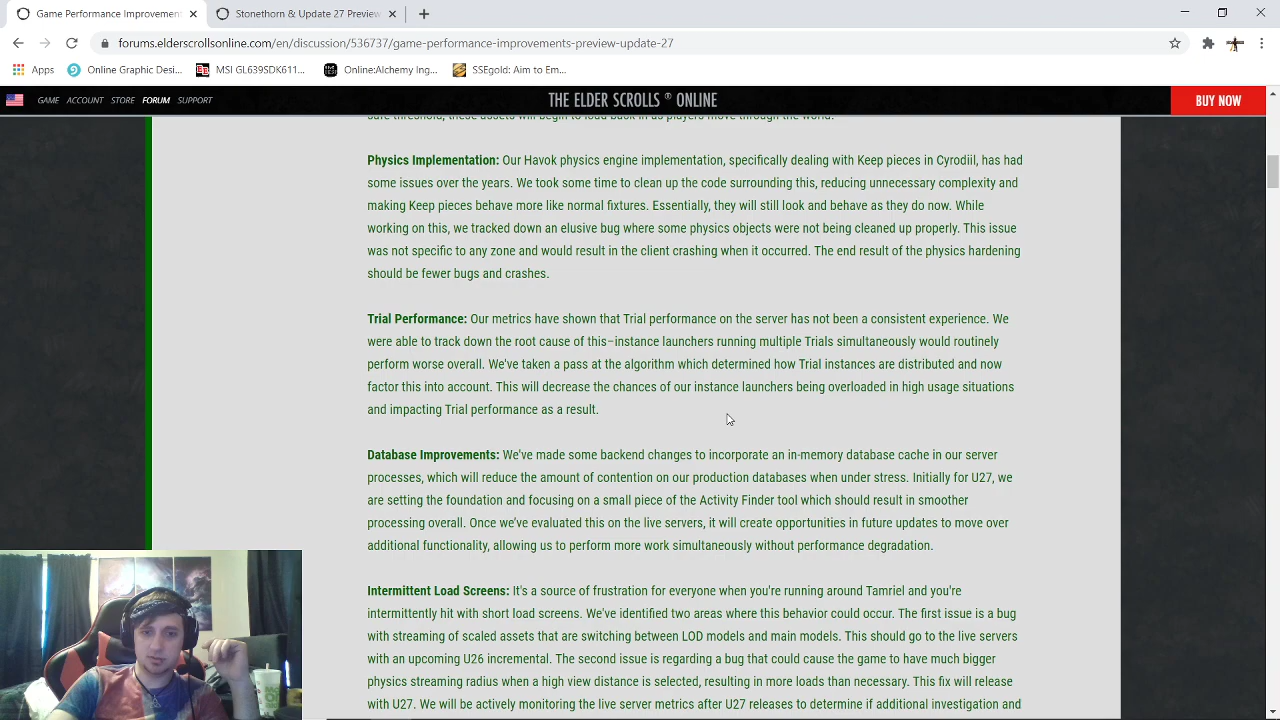 Game Performance Improvement
Stonethorn & Update 27 Preview
forums.elderscrollsonline.com/en/discussion/536737/game-performance-improvements-preview-update-27
Apps
Online Graphic Desi...
MSI GL639SDK611...
Online:Alchemy Ing...
SSEgold: Aim to Em...
GAME ACCOUNT STORE FORUM SUPPORT
THE ELDER SCROLLS ® ONLINE
BUY NOW
safe threshold, these assets will begin to load back in as players move through the world.
Physics Implementation: Our Havok physics engine implementation, specifically dealing with Keep pieces in Cyrodiil, has had
some issues over the years. We took some time to clean up the code surrounding this, reducing unnecessary complexity and
making Keep pieces behave more like normal fixtures. Essentially, they will still look and behave as they do now. While
working on this, we tracked down an elusive bug where some physics objects were not being cleaned up properly. This issue
was not specific to any zone and would result in the client crashing when it occurred. The end result of the physics hardening
should be fewer bugs and crashes.
Trial Performance: Our metrics have shown that Trial performance on the server has not been a consistent experience. We
were able to track down the root cause of this–instance launchers running multiple Trials simultaneously would routinely
perform worse overall. We've taken a pass at the algorithm which determined how Trial instances are distributed and now
factor this into account. This will decrease the chances of our instance launchers being overloaded in high usage situations
and impacting Trial performance as a result.
Database Improvements: We've made some backend changes to incorporate an in-memory database cache in our server
processes, which will reduce the amount of contention on our production databases when under stress. Initially for U27, we
are setting the foundation and focusing on a small piece of the Activity Finder tool which should result in smoother
processing overall. Once we've evaluated this on the live servers, it will create opportunities in future updates to move over
additional functionality, allowing us to perform more work simultaneously without performance degradation.
Intermittent Load Screens: It's a source of frustration for everyone when you're running around Tamriel and you're
intermittently hit with short load screens. We've identified two areas where this behavior could occur. The first issue is a bug
with streaming of scaled assets that are switching between LOD models and main models. This should go to the live servers
with an upcoming U26 incremental. The second issue is regarding a bug that could cause the game to have much bigger
physics streaming radius when a high view distance is selected, resulting in more loads than necessary. This fix will release
with U27. We will be actively monitoring the live server metrics after U27 releases to determine if additional investigation and